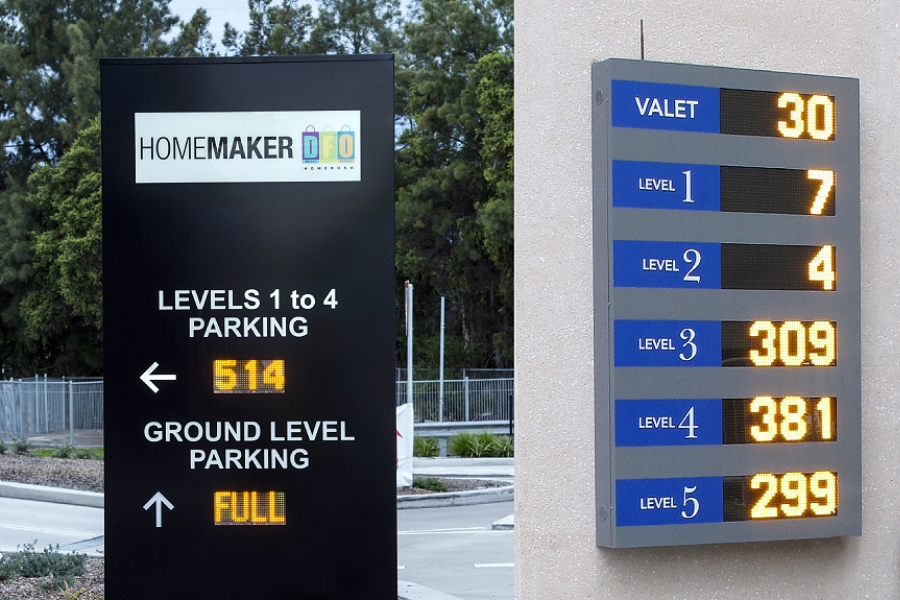 HOMEMAKER DFO
HOMEBUSH
LEVELS 1 to 4
PARKING
514
GROUND LEVEL
PARKING
FULL
VALET 30
LEVEL 1 7
LEVEL 2 4
LEVEL 3 309
LEVEL 4 381
LEVEL 5 299